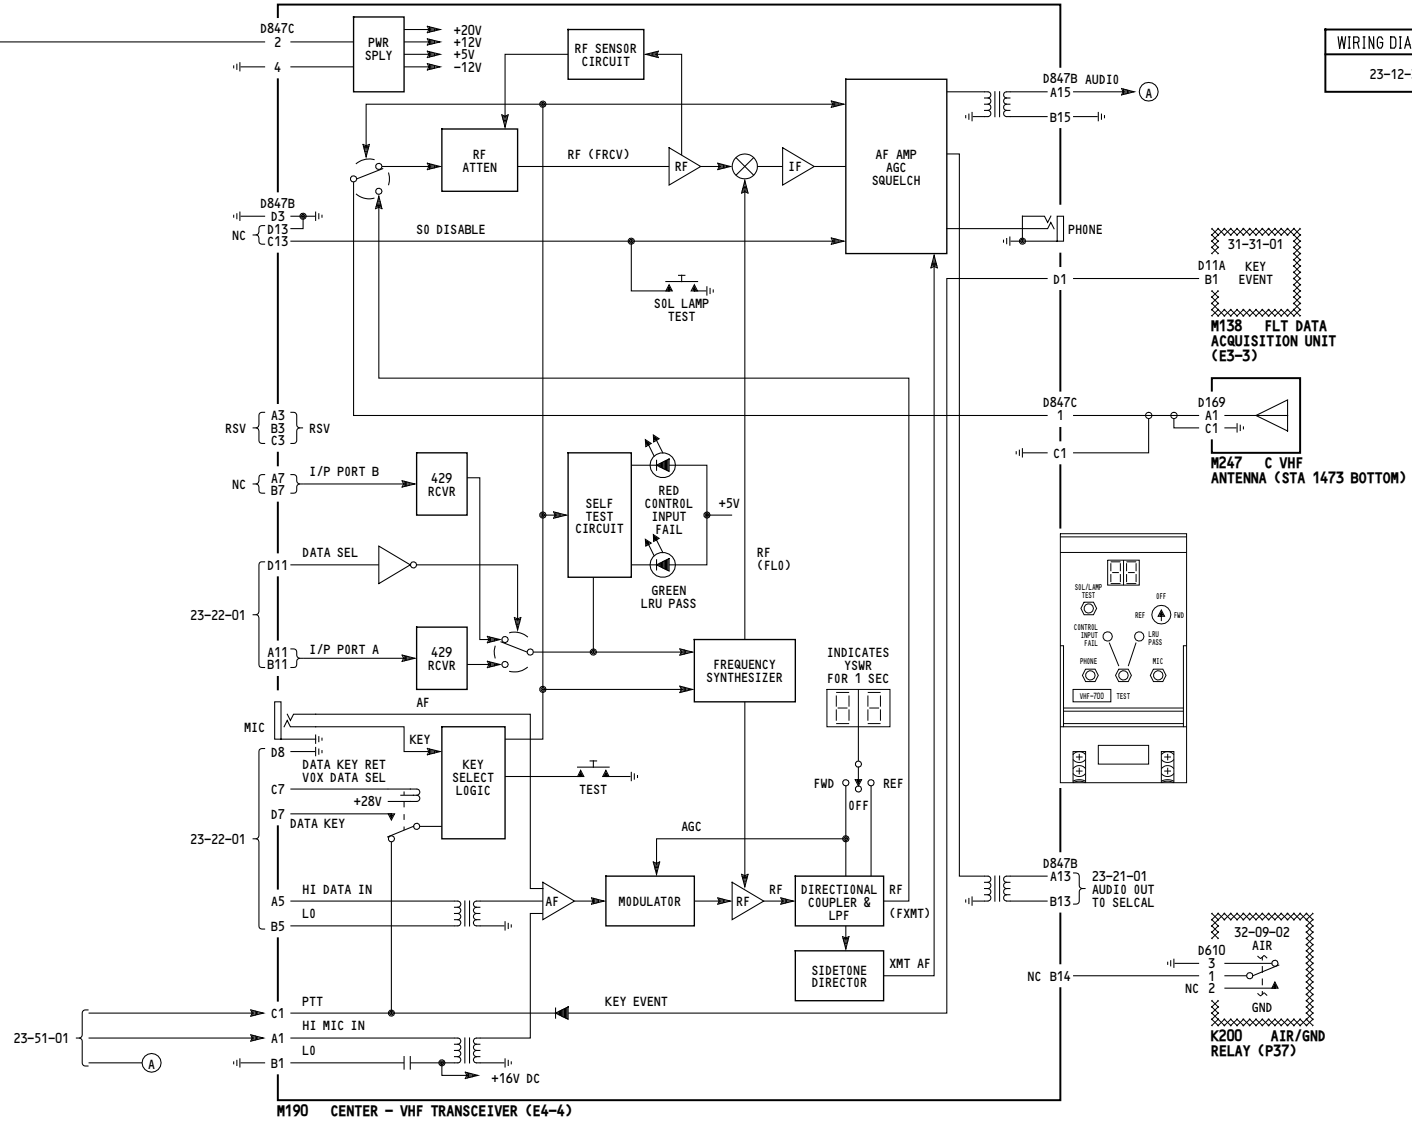 D847C
2
4
PWR
SPLY
+20V
+12V
+5V
-12V
RF SENSOR
CIRCUIT
D847B AUDIO
A15
A
B15
WIRING DIA
23-12-
RF
ATTEN
RF (FRCV)
RF
IF
AF AMP
AGC
SQUELCH
D847B
D3
D13
NC
C13
SO DISABLE
SOL LAMP
TEST
PHONE
D1
31-31-01
D11A
B1
KEY
EVENT
M138 FLT DATA
ACQUISITION UNIT
(E3-3)
D847C
1
C1
D169
A1
C1
M247 C VHF
ANTENNA (STA 1473 BOTTOM)
RSV
A3
B3
C3
RSV
NC
A7
B7
I/P PORT B
429
RCVR
SELF
TEST
CIRCUIT
RED
CONTROL
INPUT
FAIL
+5V
GREEN
LRU PASS
RF
(FLO)
D11
DATA SEL
23-22-01
A11
B11
I/P PORT A
429
RCVR
FREQUENCY
SYNTHESIZER
INDICATES
YSWR
FOR 1 SEC
88
SOL/LAMP
TEST
OFF
REF
FWD
CONTROL
INPUT
FAIL
LRU
PASS
PHONE
MIC
VHF-700
TEST
MIC
AF
KEY
D8
DATA KEY RET
VOX DATA SEL
C7
+28V
D7
DATA KEY
23-22-01
KEY
SELECT
LOGIC
TEST
88
FWD
REF
OFF
AGC
A5
HI DATA IN
LO
B5
AF
MODULATOR
RF
RF
DIRECTIONAL
COUPLER &
LPF
RF
(FXMT)
SIDETONE
DIRECTOR
XMT AF
D847B
A13
B13
23-21-01
AUDIO OUT
TO SELCAL
NC B14
32-09-02
AIR
D610
3
1
NC 2
GND
K200 AIR/GND
RELAY (P37)
23-51-01
C1
PTT
KEY EVENT
A1
HI MIC IN
LO
A
B1
+16V DC
M190 CENTER - VHF TRANSCEIVER (E4-4)